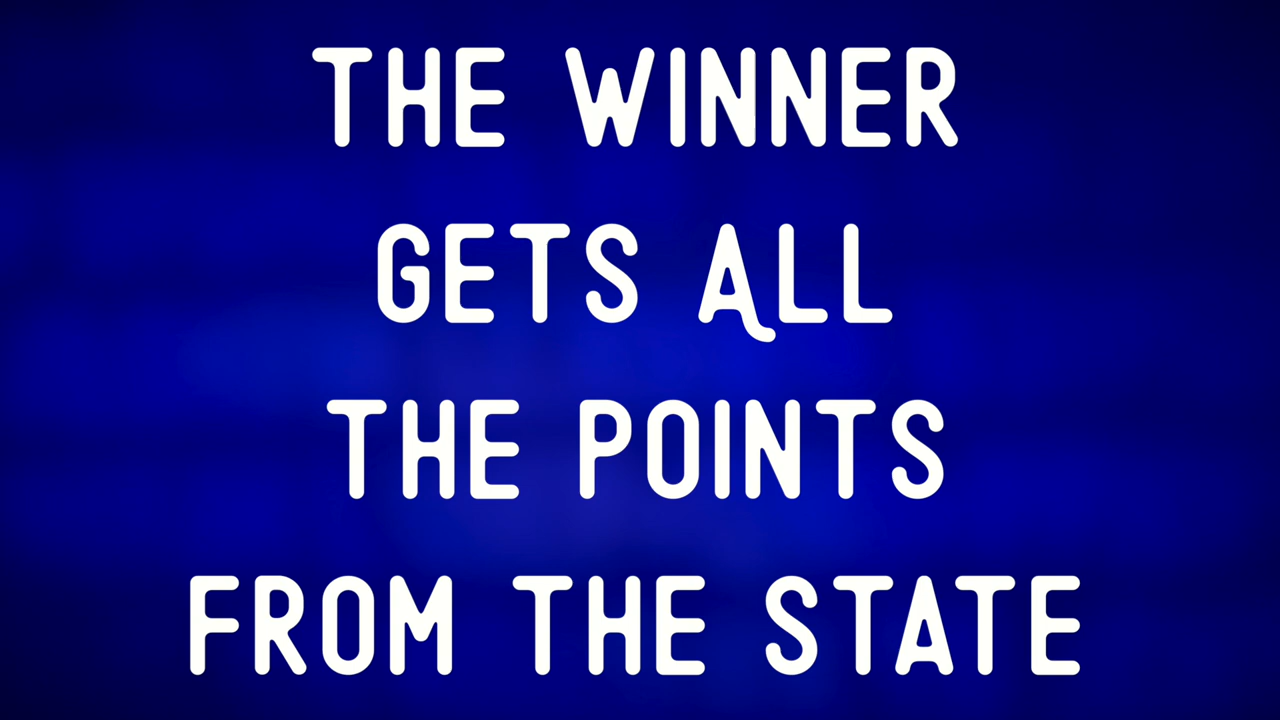 THE WINNER
GETS ALL
THE POINTS
FROM THE STATE